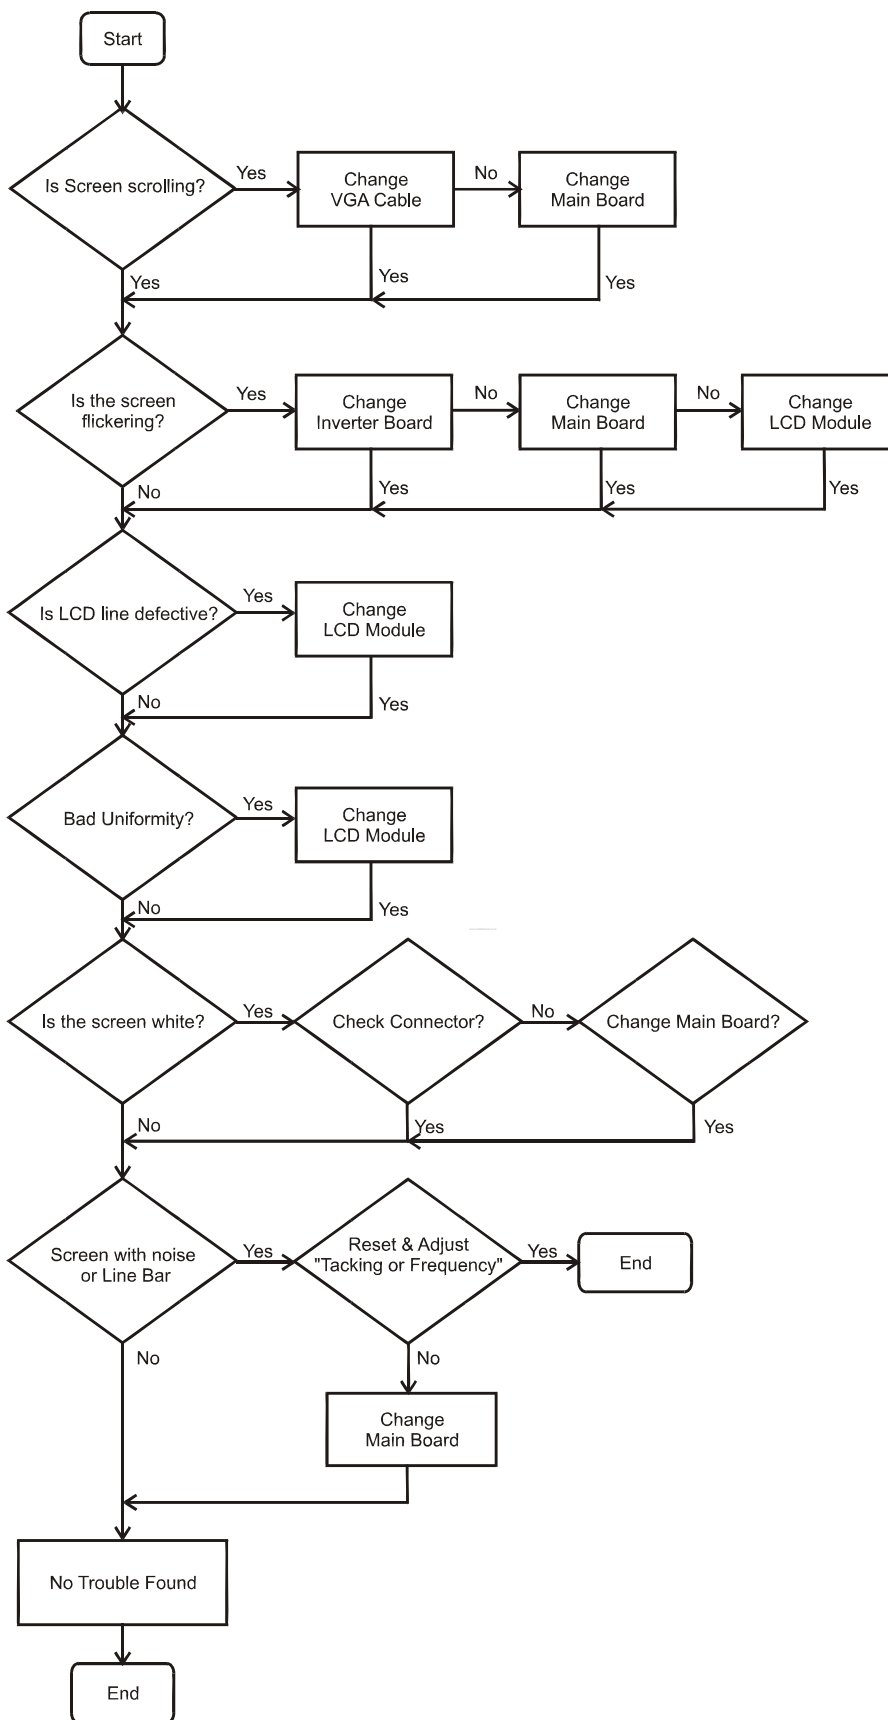 Start
Is Screen scrolling?
Yes
Change
VGA Cable
No
Change
Main Board
Yes
Yes
Yes
Is the screen
flickering?
Yes
Change
Inverter Board
No
Change
Main Board
No
Change
LCD Module
No
Yes
Yes
Yes
Is LCD line defective?
Yes
Change
LCD Module
No
Yes
Bad Uniformity?
Yes
Change
LCD Module
No
Yes
Is the screen white?
Yes
Check Connector?
No
Change Main Board?
No
Yes
Yes
Screen with noise
or Line Bar
Yes
Reset & Adjust
"Tacking or Frequency"
Yes
End
No
No
Change
Main Board
No Trouble Found
End